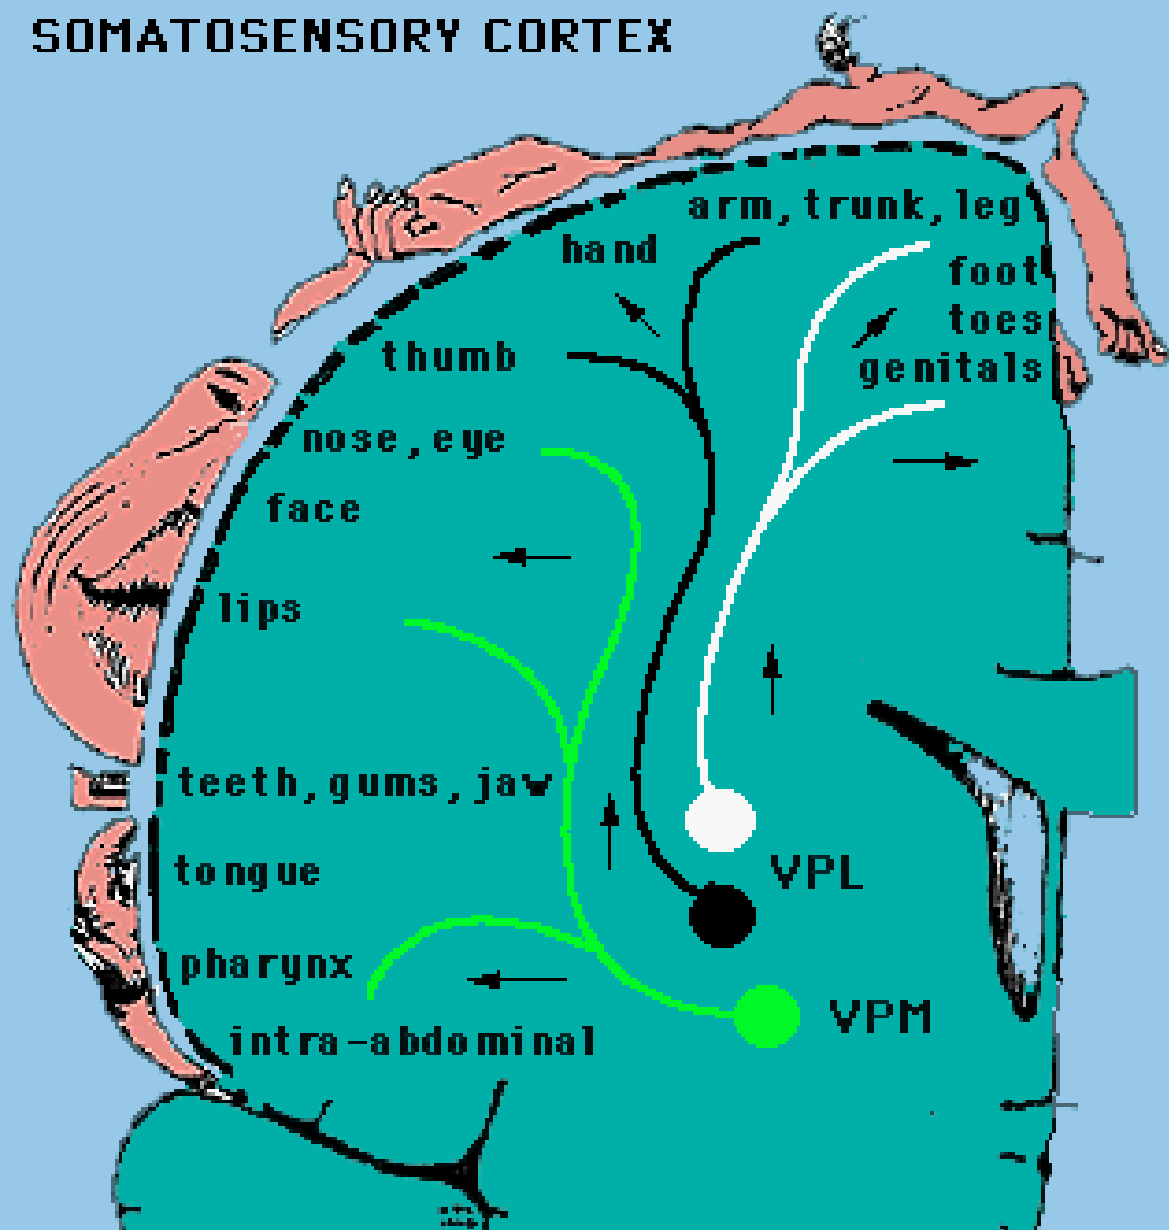 SOMATOSENSORY CORTEX
arm, trunk, leg
hand
foot
toes
thumb
genitals
nose, eye
face
lips
teeth, gums, jaw
tongue
VPL
pharynx
VPM
intra-abdominal